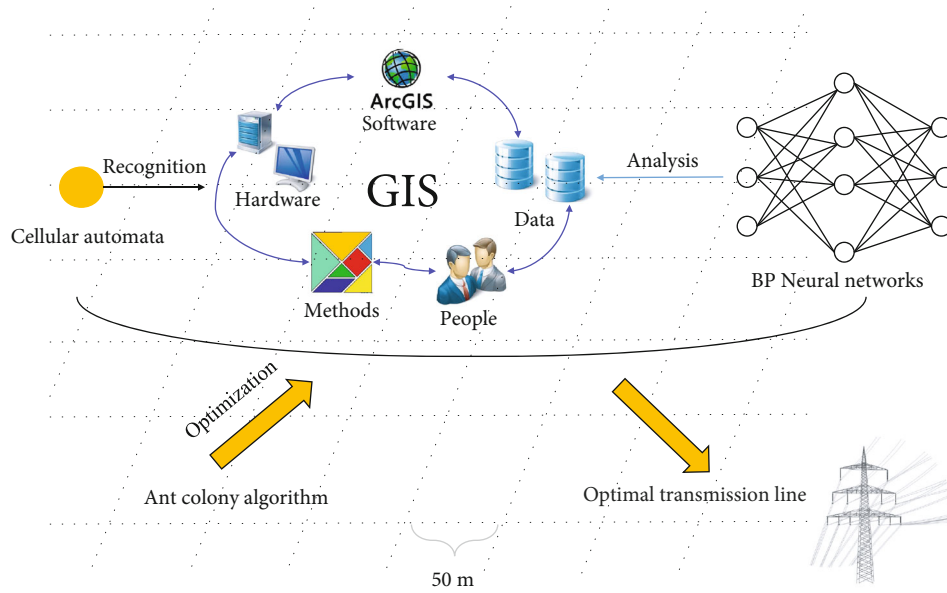 ArcGIS
Software
Recognition
Analysis
GIS
Hardware
Data
Cellular automata
BP Neural networks
Methods
People
Optimization
Ant colony algorithm
Optimal transmission line
50 m